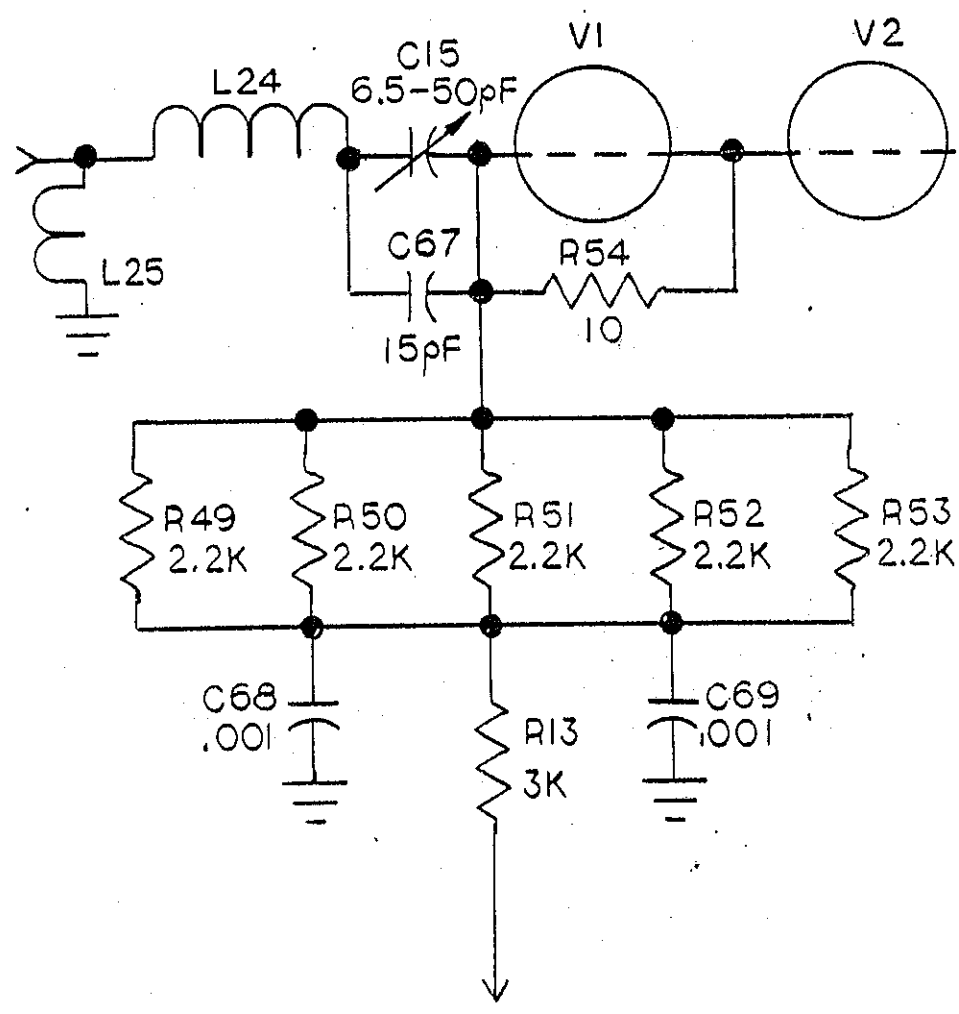 V1
V2
C15
6.5-50pF
L24
L25
C67
15pF
R54
10
R49
2.2K
R50
2.2K
R51
2.2K
R52
2.2K
R53
2.2K
C68
.001
R13
3K
C69
.001